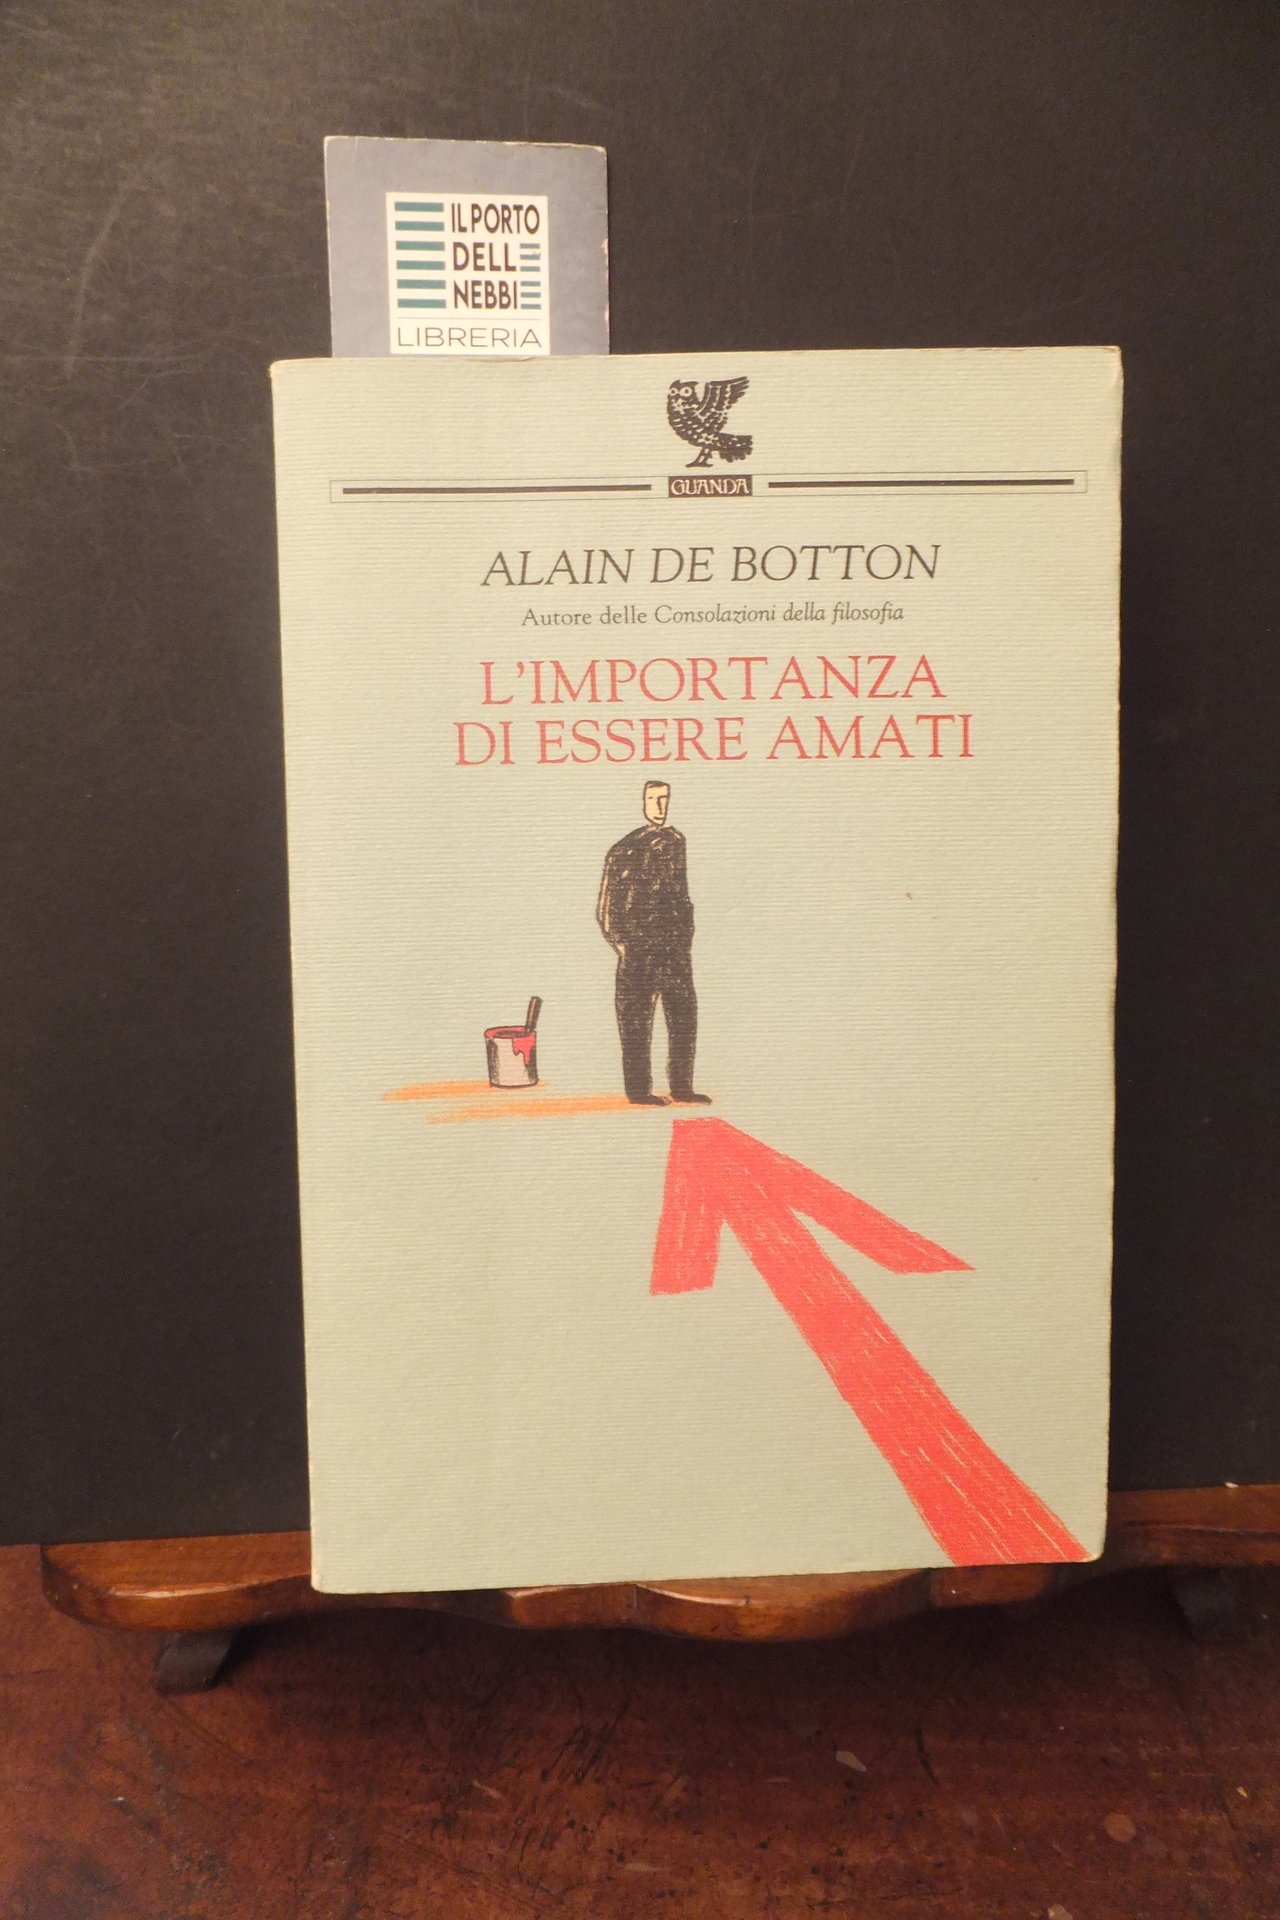 IL PORTO
DELLE
NEBBIE
LIBRERIA
GUANDA
ALAIN DE BOTTON
Autore delle Consolazioni della filosofia
L'IMPORTANZA
DI ESSERE AMATI